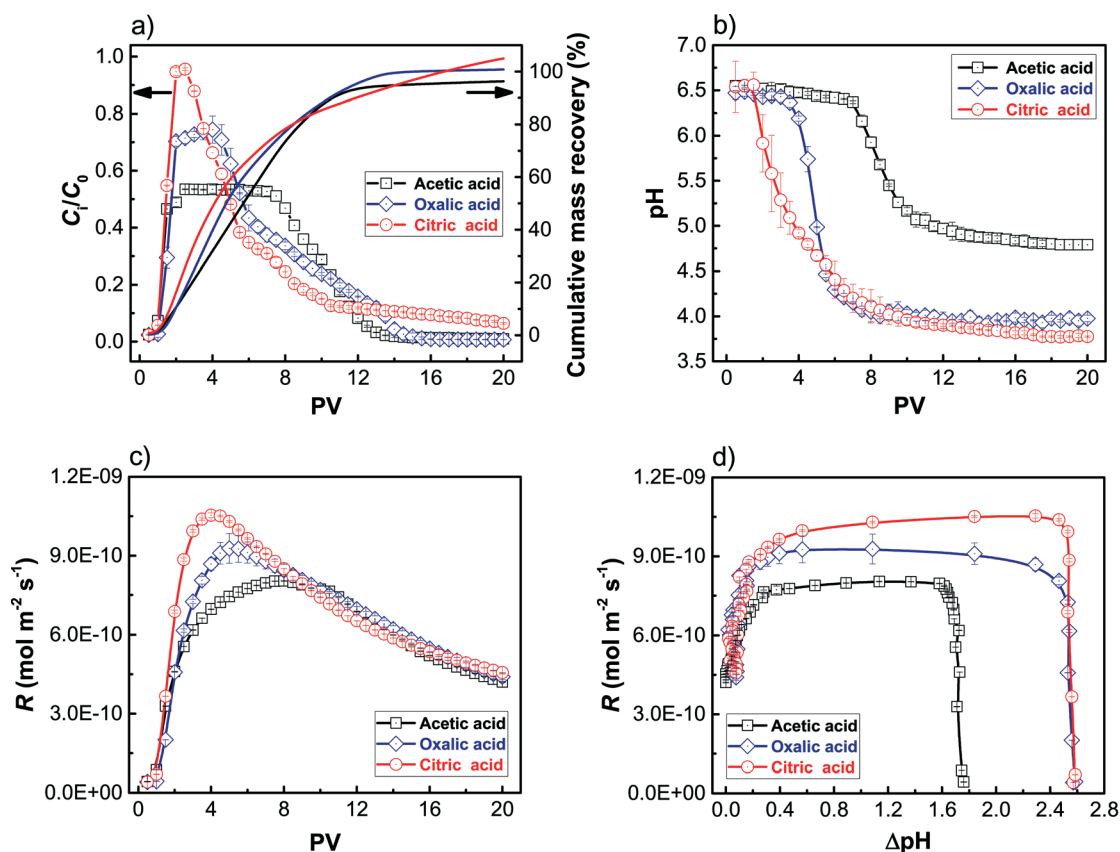 a)
1.0
0.8
0.6
0.4
0.2
0.0
Cᵢ/C₀
100
80
60
40
20
0
Cumulative mass recovery (%)
Acetic acid
Oxalic acid
Citric acid
0 4 8 12 16 20
PV
b)
7.0
6.5
6.0
5.5
5.0
4.5
4.0
3.5
pH
Acetic acid
Oxalic acid
Citric acid
0 4 8 12 16 20
PV
c)
1.2E-09
9.0E-10
6.0E-10
3.0E-10
0.0E+00
R (mol m⁻² s⁻¹)
Acetic acid
Oxalic acid
Citric acid
0 4 8 12 16 20
PV
d)
1.2E-09
9.0E-10
6.0E-10
3.0E-10
0.0E+00
R (mol m⁻² s⁻¹)
Acetic acid
Oxalic acid
Citric acid
0.0 0.4 0.8 1.2 1.6 2.0 2.4 2.8
ΔpH